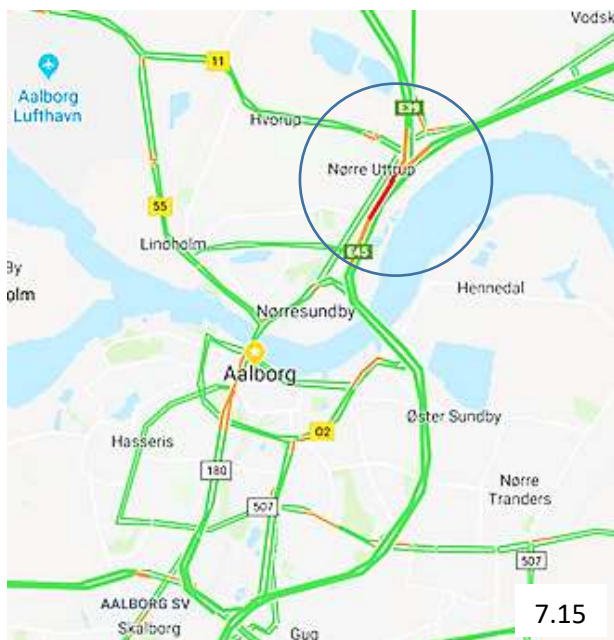 Vodsk
11
Aalborg
Lufthavn
Hvorup
Nørre Uttrup
55
Lindholm
E45
By
olm
Hennedal
Nørresundby
Aalborg
Øster Sundby
Hasseris
O2
180
Nørre
Tranders
507
507
AALBORG SV
Skalborg
Gug
7.15